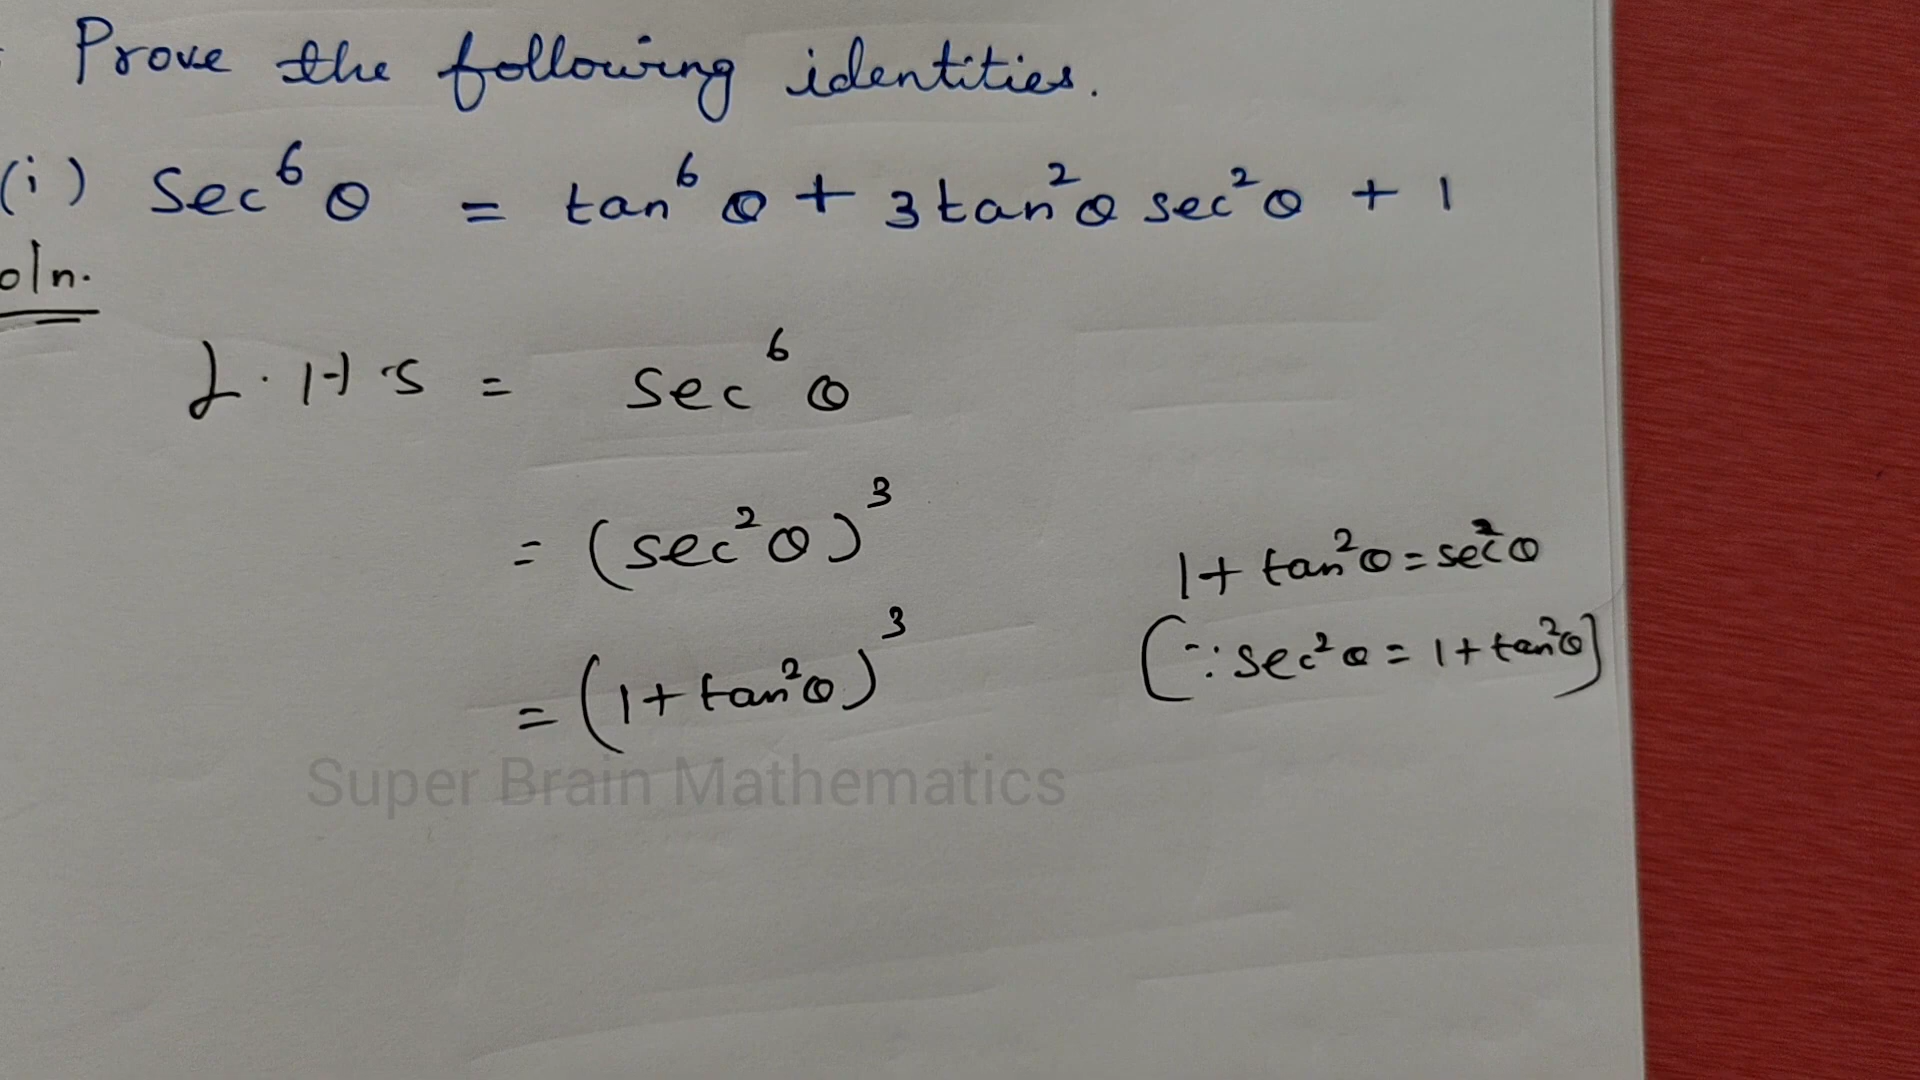 Prove the following identities.
(i) Sec⁶θ = tan⁶θ + 3tan²θ sec²θ + 1
oln.
L.H.S = Sec⁶θ
= (sec²θ)³
1 + tan²θ = sec²θ
= (1 + tan²θ)³ (∵ sec²θ = 1 + tan²θ)
Super Brain Mathematics